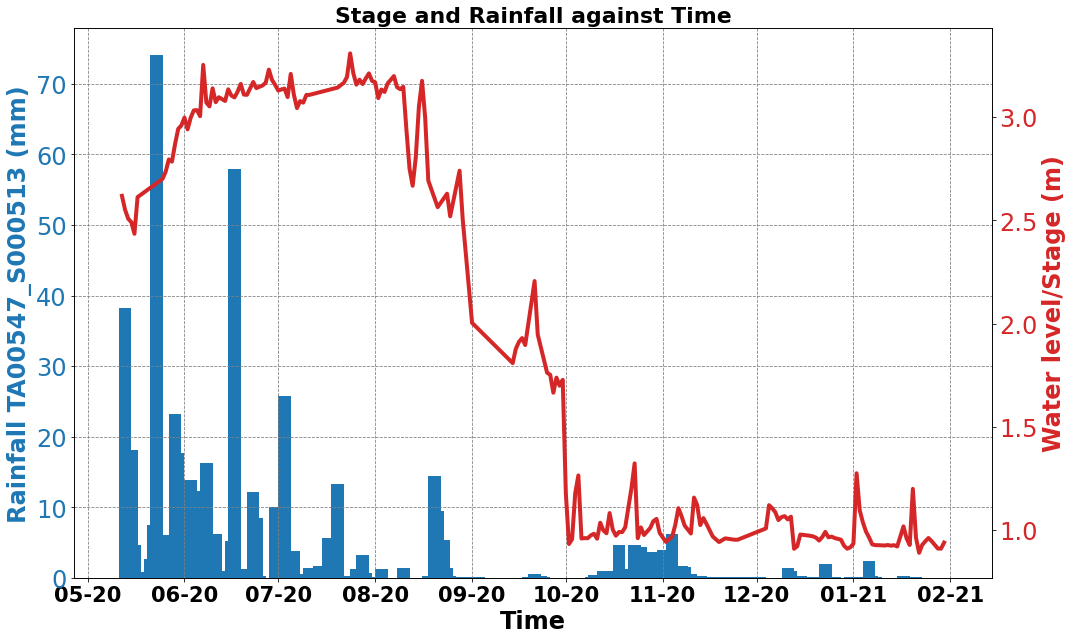 Stage and Rainfall against Time
Rainfall TA00547_S000513 (mm)
70
60
50
40
30
20
10
0
3.0
2.5
2.0
1.5
1.0
Water level/Stage (m)
05-20 06-20 07-20 08-20 09-20 10-20 11-20 12-20 01-21 02-21
Time